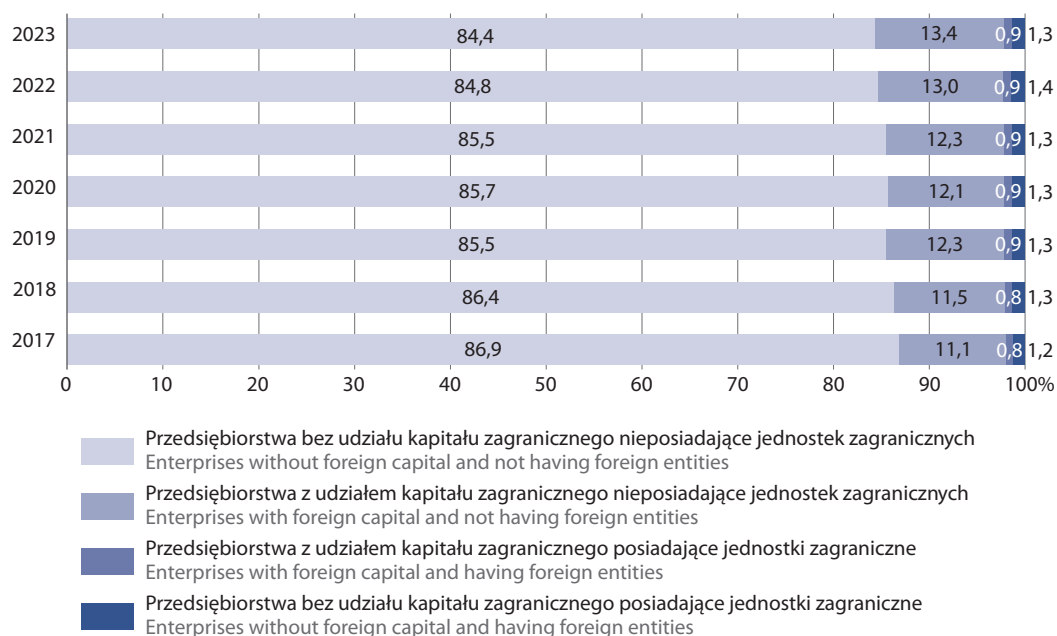 2023 84,4 13,4 0,9 1,3
2022 84,8 13,0 0,9 1,4
2021 85,5 12,3 0,9 1,3
2020 85,7 12,1 0,9 1,3
2019 85,5 12,3 0,9 1,3
2018 86,4 11,5 0,8 1,3
2017 86,9 11,1 0,8 1,2
0 10 20 30 40 50 60 70 80 90 100%
Przedsiębiorstwa bez udziału kapitału zagranicznego nieposiadające jednostek zagranicznych
Enterprises without foreign capital and not having foreign entities
Przedsiębiorstwa z udziałem kapitału zagranicznego nieposiadające jednostek zagranicznych
Enterprises with foreign capital and not having foreign entities
Przedsiębiorstwa z udziałem kapitału zagranicznego posiadające jednostki zagraniczne
Enterprises with foreign capital and having foreign entities
Przedsiębiorstwa bez udziału kapitału zagranicznego posiadające jednostki zagraniczne
Enterprises without foreign capital and having foreign entities